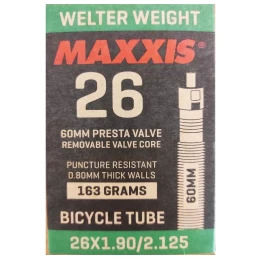 WELTER WEIGHT
MAXXIS®
26
60MM PRESTA VALVE
REMOVABLE VALVE CORE
PUNCTURE RESISTANT
0.80MM THICK WALLS
163 GRAMS
60MM
BICYCLE TUBE
26X1.90/2.125